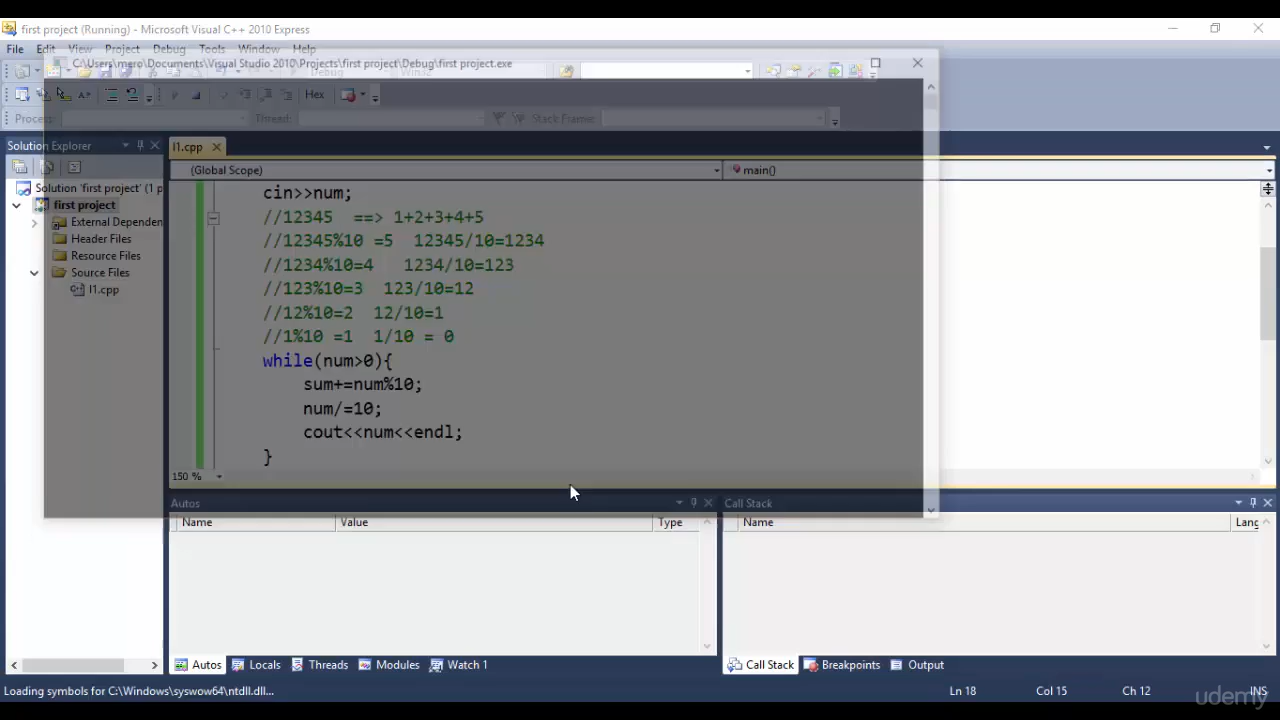 first project (Running) - Microsoft Visual C++ 2010 Express
File Edit View Project Debug Tools Window Help
C:\Users\mero\Documents\Visual Studio 2010\Projects\first project\Debug\first project.exe
Debug Win32
Hex
Process: Thread: Stack Frame:
Solution Explorer
l1.cpp
(Global Scope) main()
Solution 'first project' (1 p
first project
External Dependen
Header Files
Resource Files
Source Files
l1.cpp
cin>>num;
//12345 ==> 1+2+3+4+5
//12345%10 =5 12345/10=1234
//1234%10=4 1234/10=123
//123%10=3 123/10=12
//12%10=2 12/10=1
//1%10 =1 1/10 = 0
while(num>0){
sum+=num%10;
num/=10;
cout<<num<<endl;
}
150 %
Autos
Name Value Type
Call Stack
Name Lang
Autos Locals Threads Modules Watch 1
Call Stack Breakpoints Output
Loading symbols for C:\Windows\syswow64\ntdll.dll...
Ln 18 Col 15 Ch 12 INS
udemy